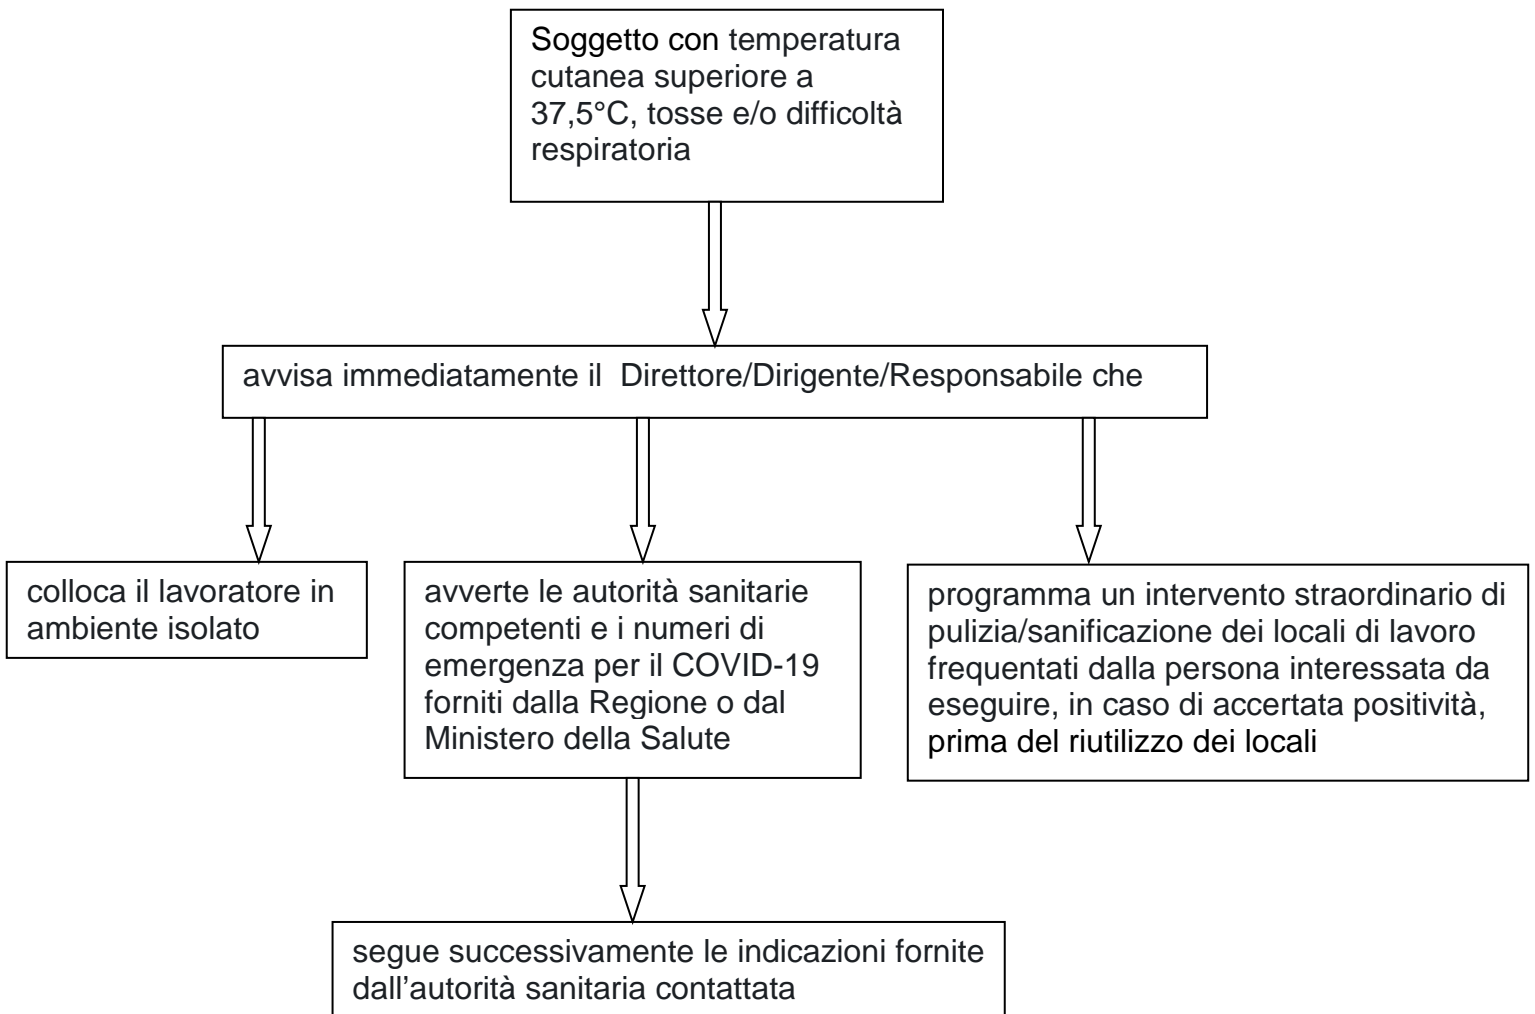 Soggetto con temperatura
cutanea superiore a
37,5°C, tosse e/o difficoltà
respiratoria
avvisa immediatamente il  Direttore/Dirigente/Responsabile che
colloca il lavoratore in
ambiente isolato
avverte le autorità sanitarie
competenti e i numeri di
emergenza per il COVID-19
forniti dalla Regione o dal
Ministero della Salute
programma un intervento straordinario di
pulizia/sanificazione dei locali di lavoro
frequentati dalla persona interessata da
eseguire, in caso di accertata positività,
prima del riutilizzo dei locali
segue successivamente le indicazioni fornite
dall’autorità sanitaria contattata